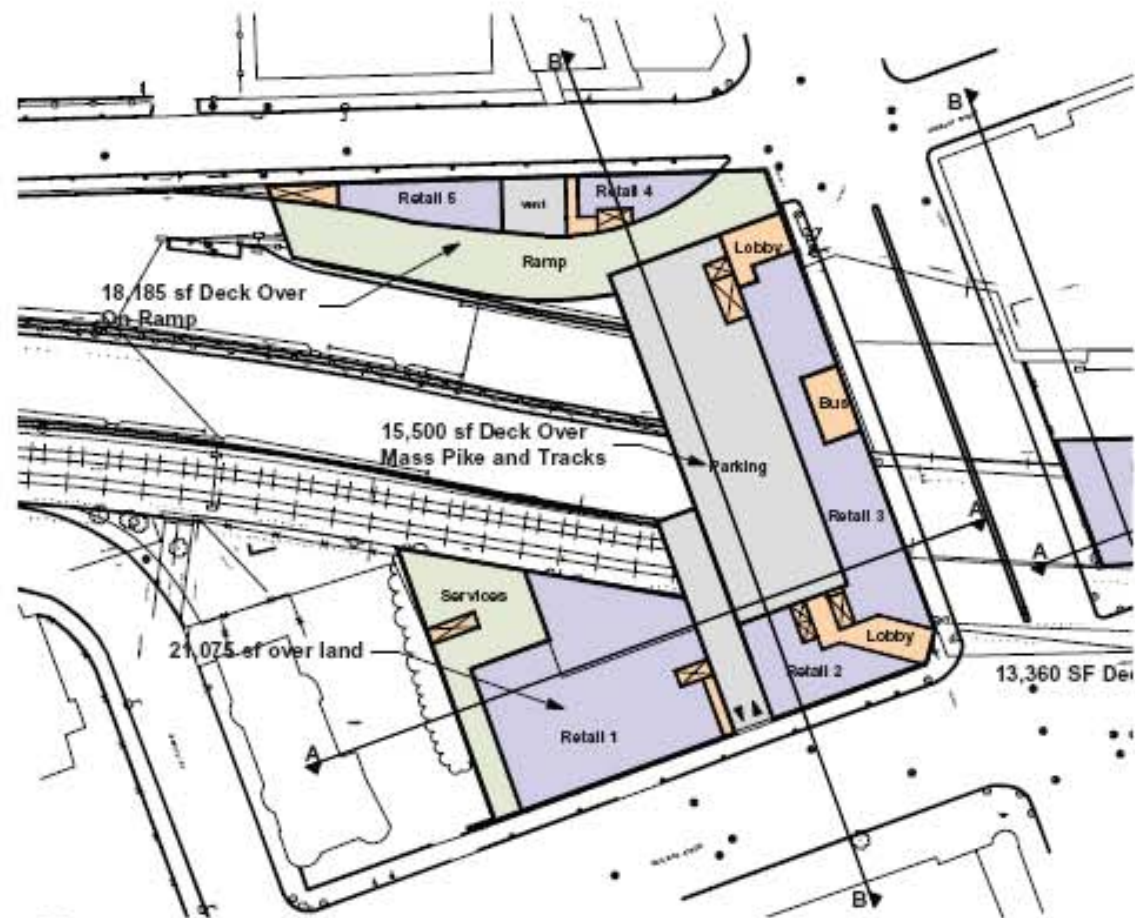 B
B
Retail 5
vent
Retail 4
Lobby
Ramp
18,185 sf Deck Over
On Ramp
Bus
15,500 sf Deck Over
Mass Pike and Tracks
Parking
A
Retail 3
A
Services
Lobby
21,075 sf over land
Retail 2
13,360 SF De
Retail 1
A
B